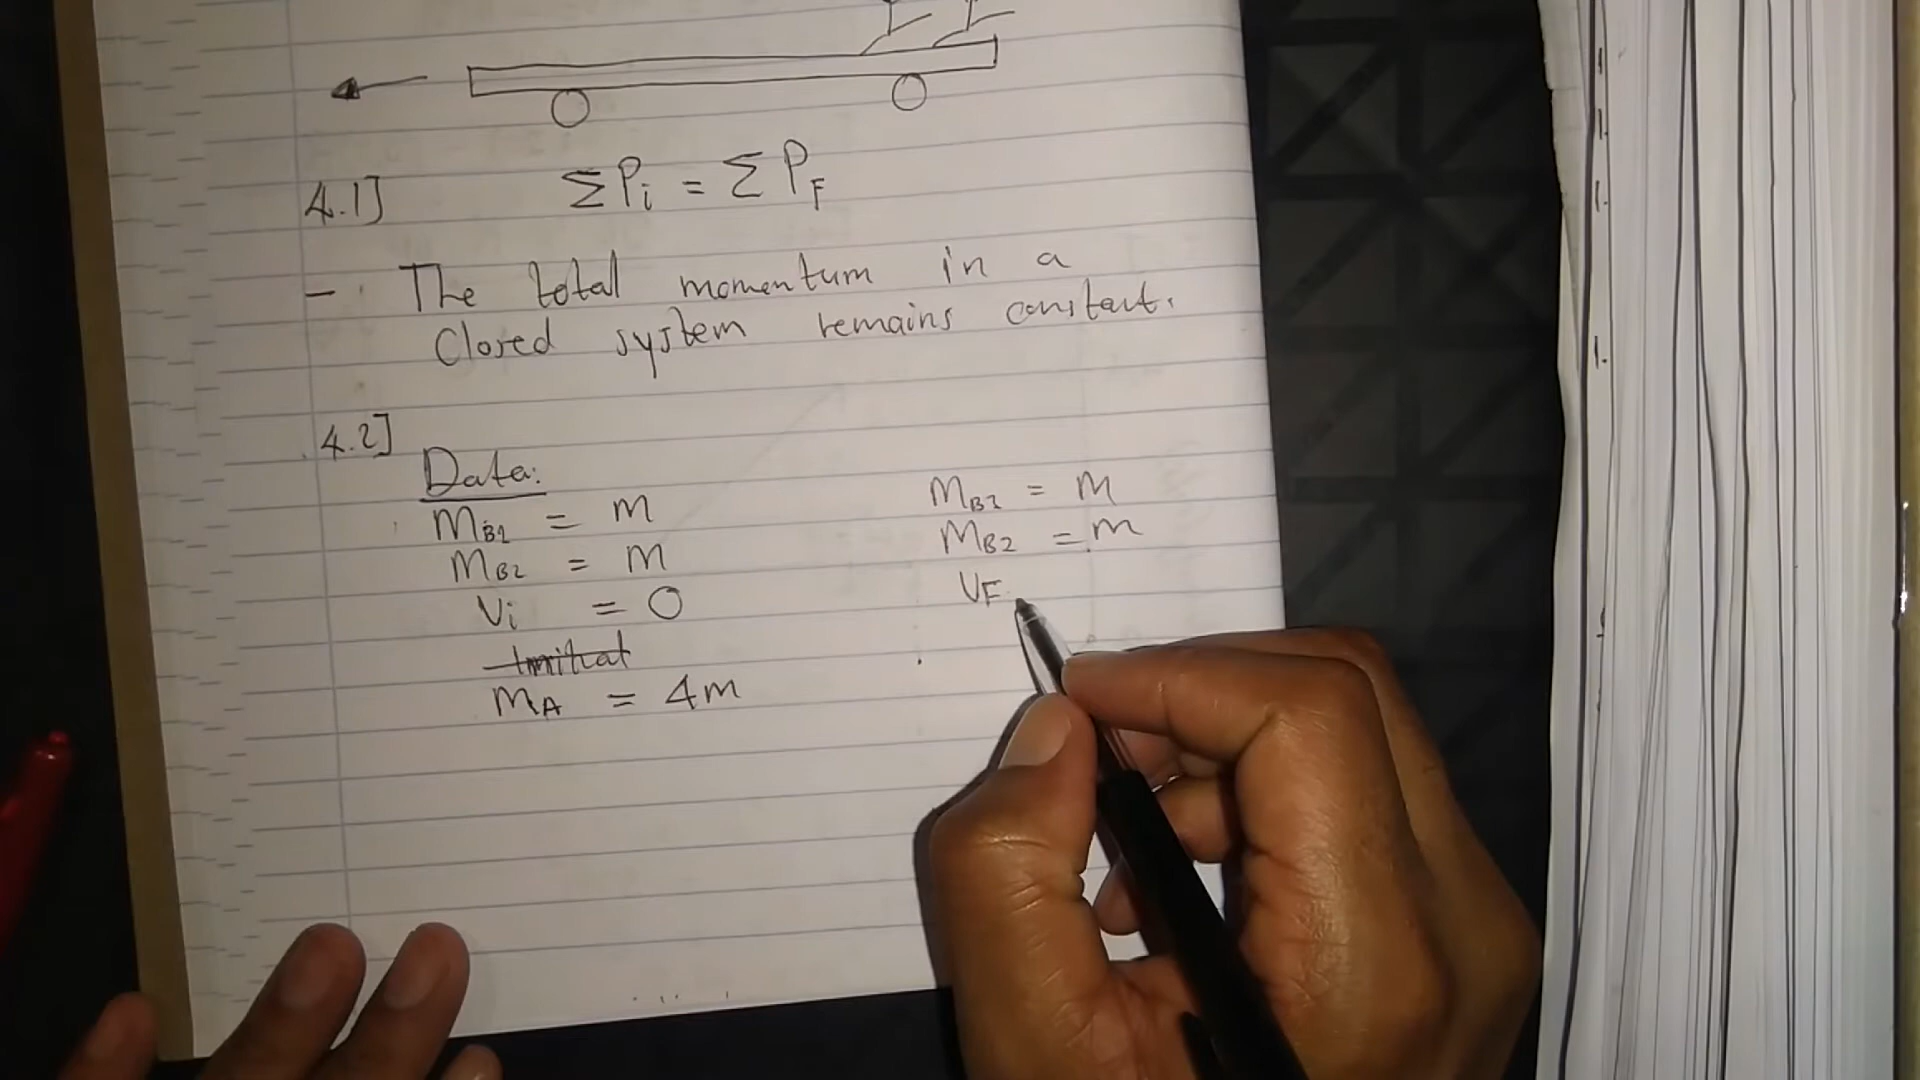 4.1] ΣPi = ΣPF
- The total momentum in a
Closed system remains constant.
4.2]
Data:
MB1 = m
MB2 = m
Vi = 0
Initial
MA = 4m
MB1 = m
MB2 = m
VF